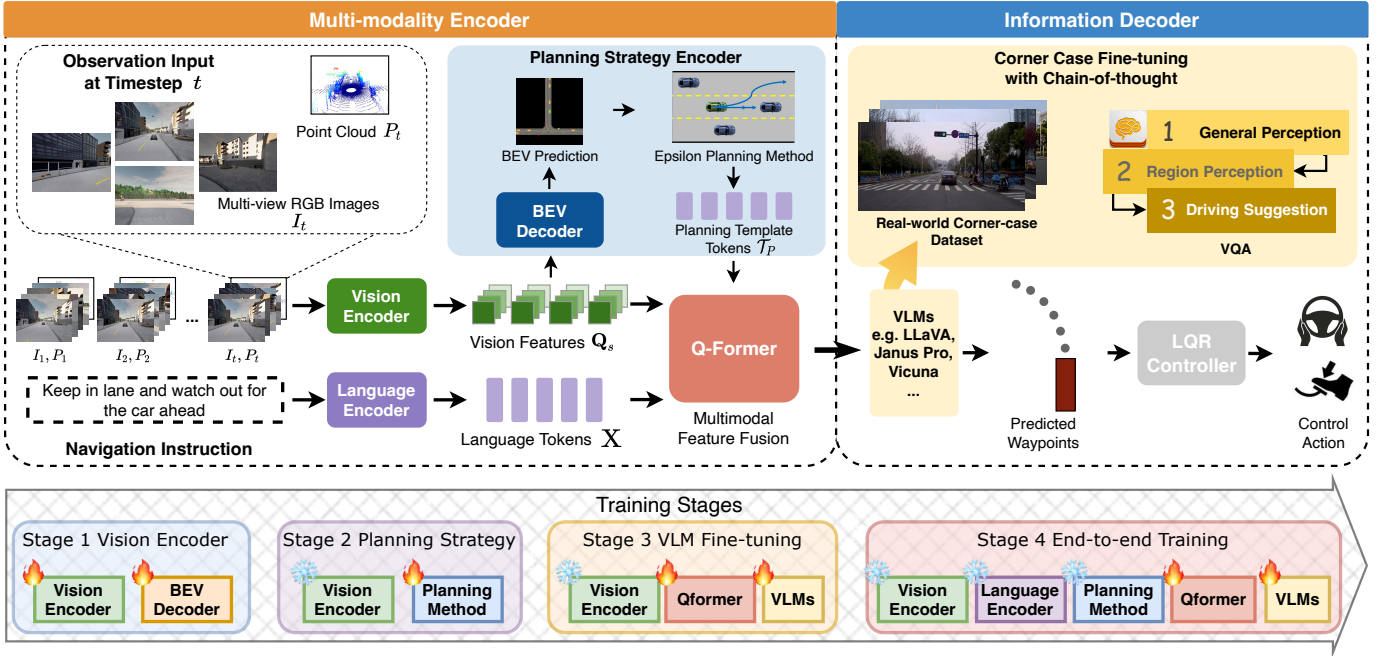 Multi-modality Encoder
Information Decoder
Observation Input
at Timestep t
Point Cloud P_t
Multi-view RGB Images
I_t
Planning Strategy Encoder
BEV Prediction
Epsilon Planning Method
BEV
Decoder
Planning Template
Tokens 𝒯_P
Corner Case Fine-tuning
with Chain-of-thought
Real-world Corner-case
Dataset
1 General Perception
2 Region Perception
3 Driving Suggestion
VQA
I_1, P_1
I_2, P_2
...
I_t, P_t
Vision
Encoder
Vision Features Q_s
Q-Former
Multimodal
Feature Fusion
Keep in lane and watch out for
the car ahead
Navigation Instruction
Language
Encoder
Language Tokens X
VLMs
e.g. LLaVA,
Janus Pro,
Vicuna
...
Predicted
Waypoints
LQR
Controller
Control
Action
Training Stages
Stage 1 Vision Encoder
Vision
Encoder
BEV
Decoder
Stage 2 Planning Strategy
Vision
Encoder
Planning
Method
Stage 3 VLM Fine-tuning
Vision
Encoder
Qformer
VLMs
Stage 4 End-to-end Training
Vision
Encoder
Language
Encoder
Planning
Method
Qformer
VLMs